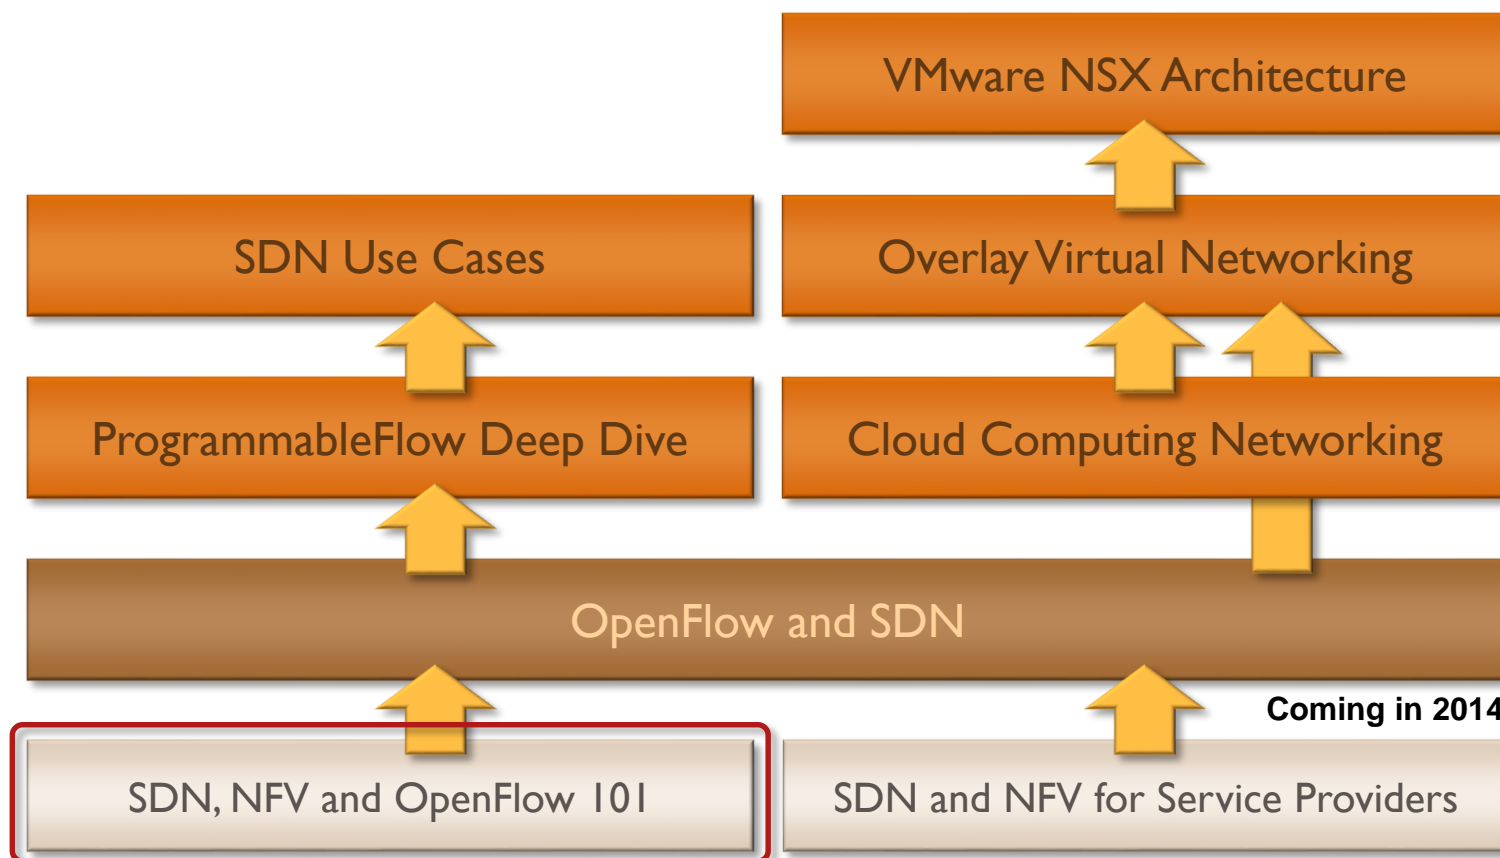 VMware NSX Architecture
SDN Use Cases
Overlay Virtual Networking
ProgrammableFlow Deep Dive
Cloud Computing Networking
OpenFlow and SDN
Coming in 2014
SDN, NFV and OpenFlow 101
SDN and NFV for Service Providers